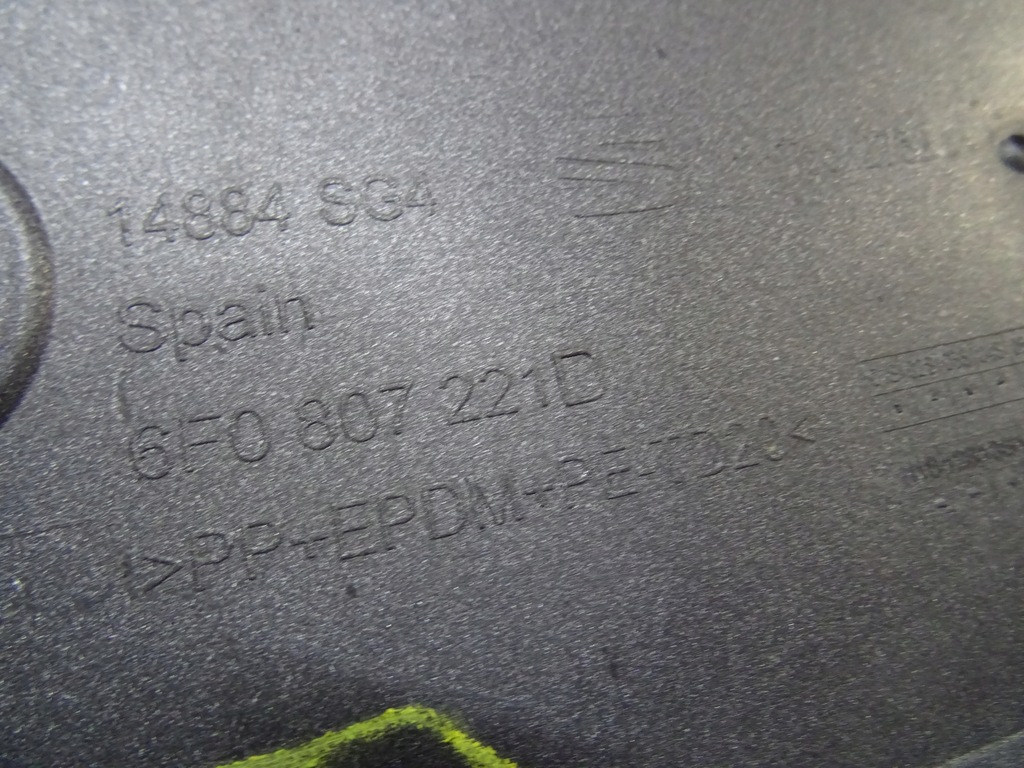 14884 SG4
Spain
6F0 807 221D
>PP+EPDM+PE-TD20<